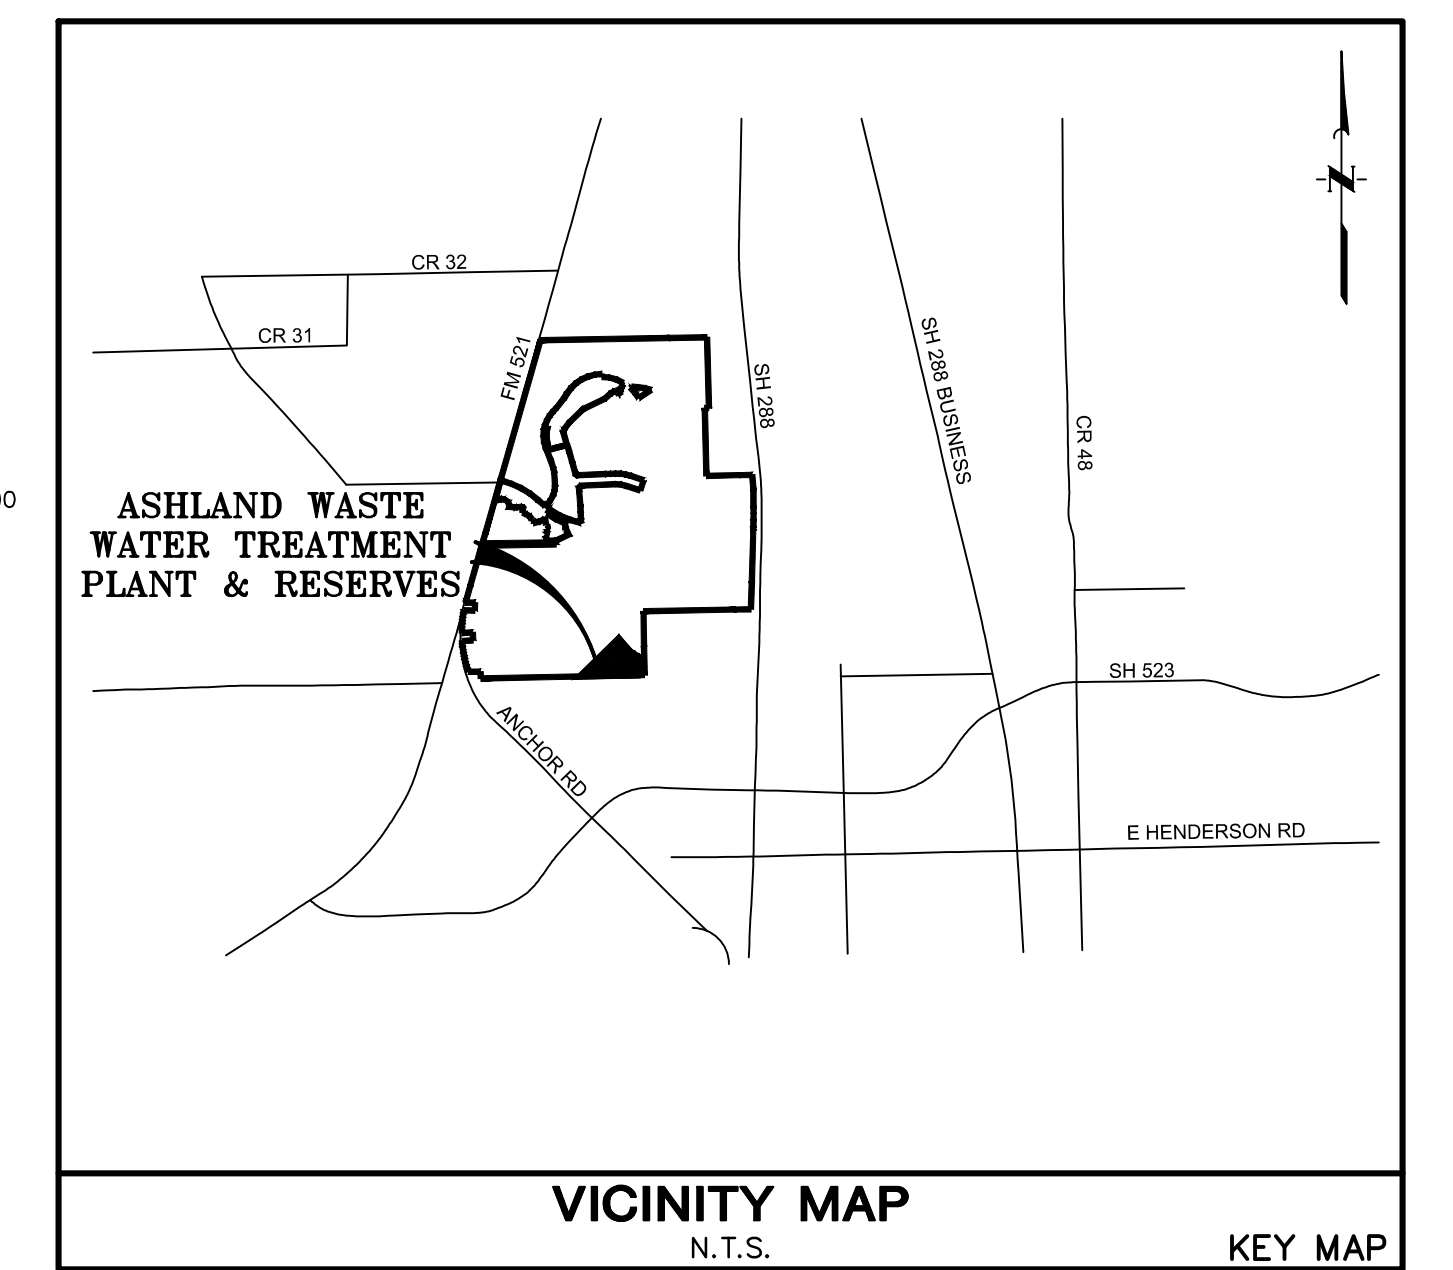 N
CR 32
CR 31
FM 521
SH 288
SH 288 BUSINESS
CR 48
00
ASHLAND WASTE
WATER TREATMENT
PLANT & RESERVES
SH 523
ANCHOR RD
E HENDERSON RD
VICINITY MAP
N.T.S.
KEY MAP